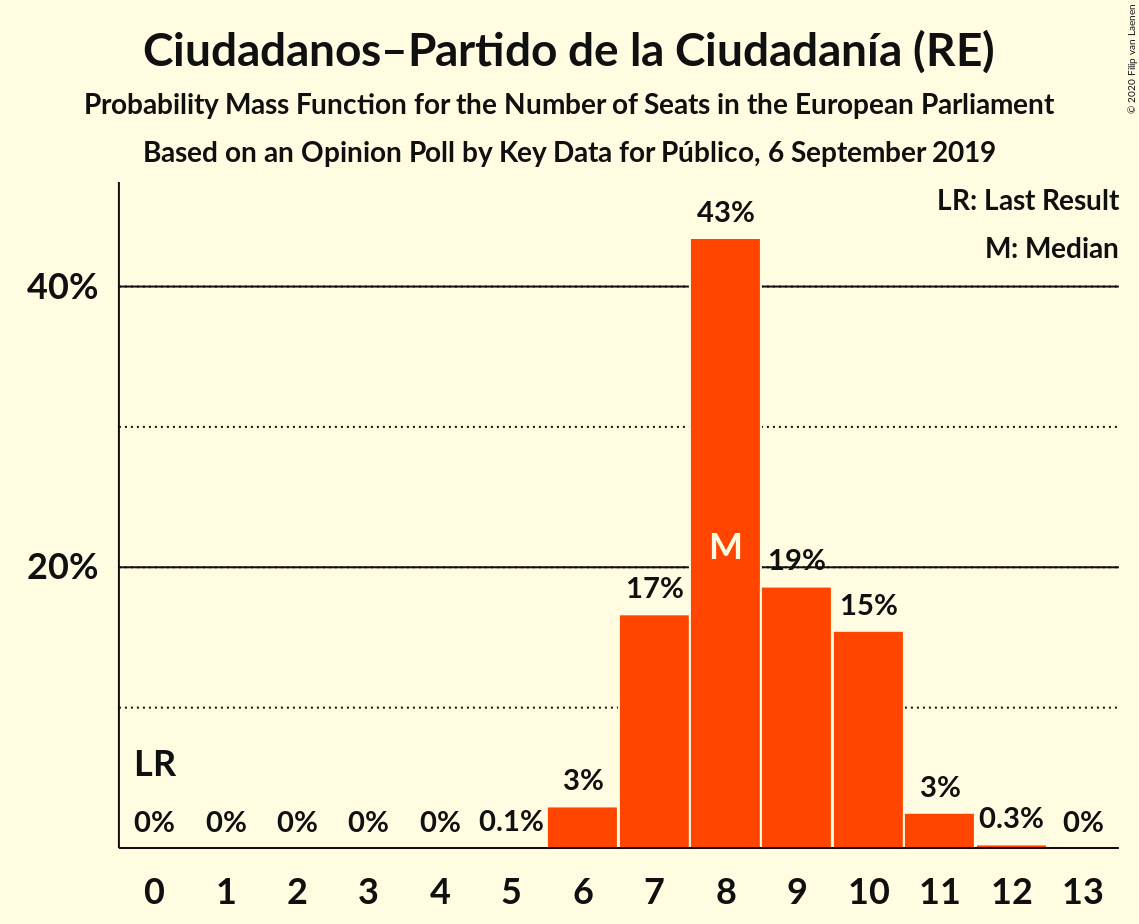 Ciudadanos–Partido de la Ciudadanía (RE)
Probability Mass Function for the Number of Seats in the European Parliament
Based on an Opinion Poll by Key Data for Público, 6 September 2019
© 2020 Filip van Laenen
LR: Last Result
M: Median
43%
40%
M
19%
20%
17%
15%
LR
3%
3%
0% 0% 0% 0% 0% 0.1% 0.3% 0%
0 1 2 3 4 5 6 7 8 9 10 11 12 13